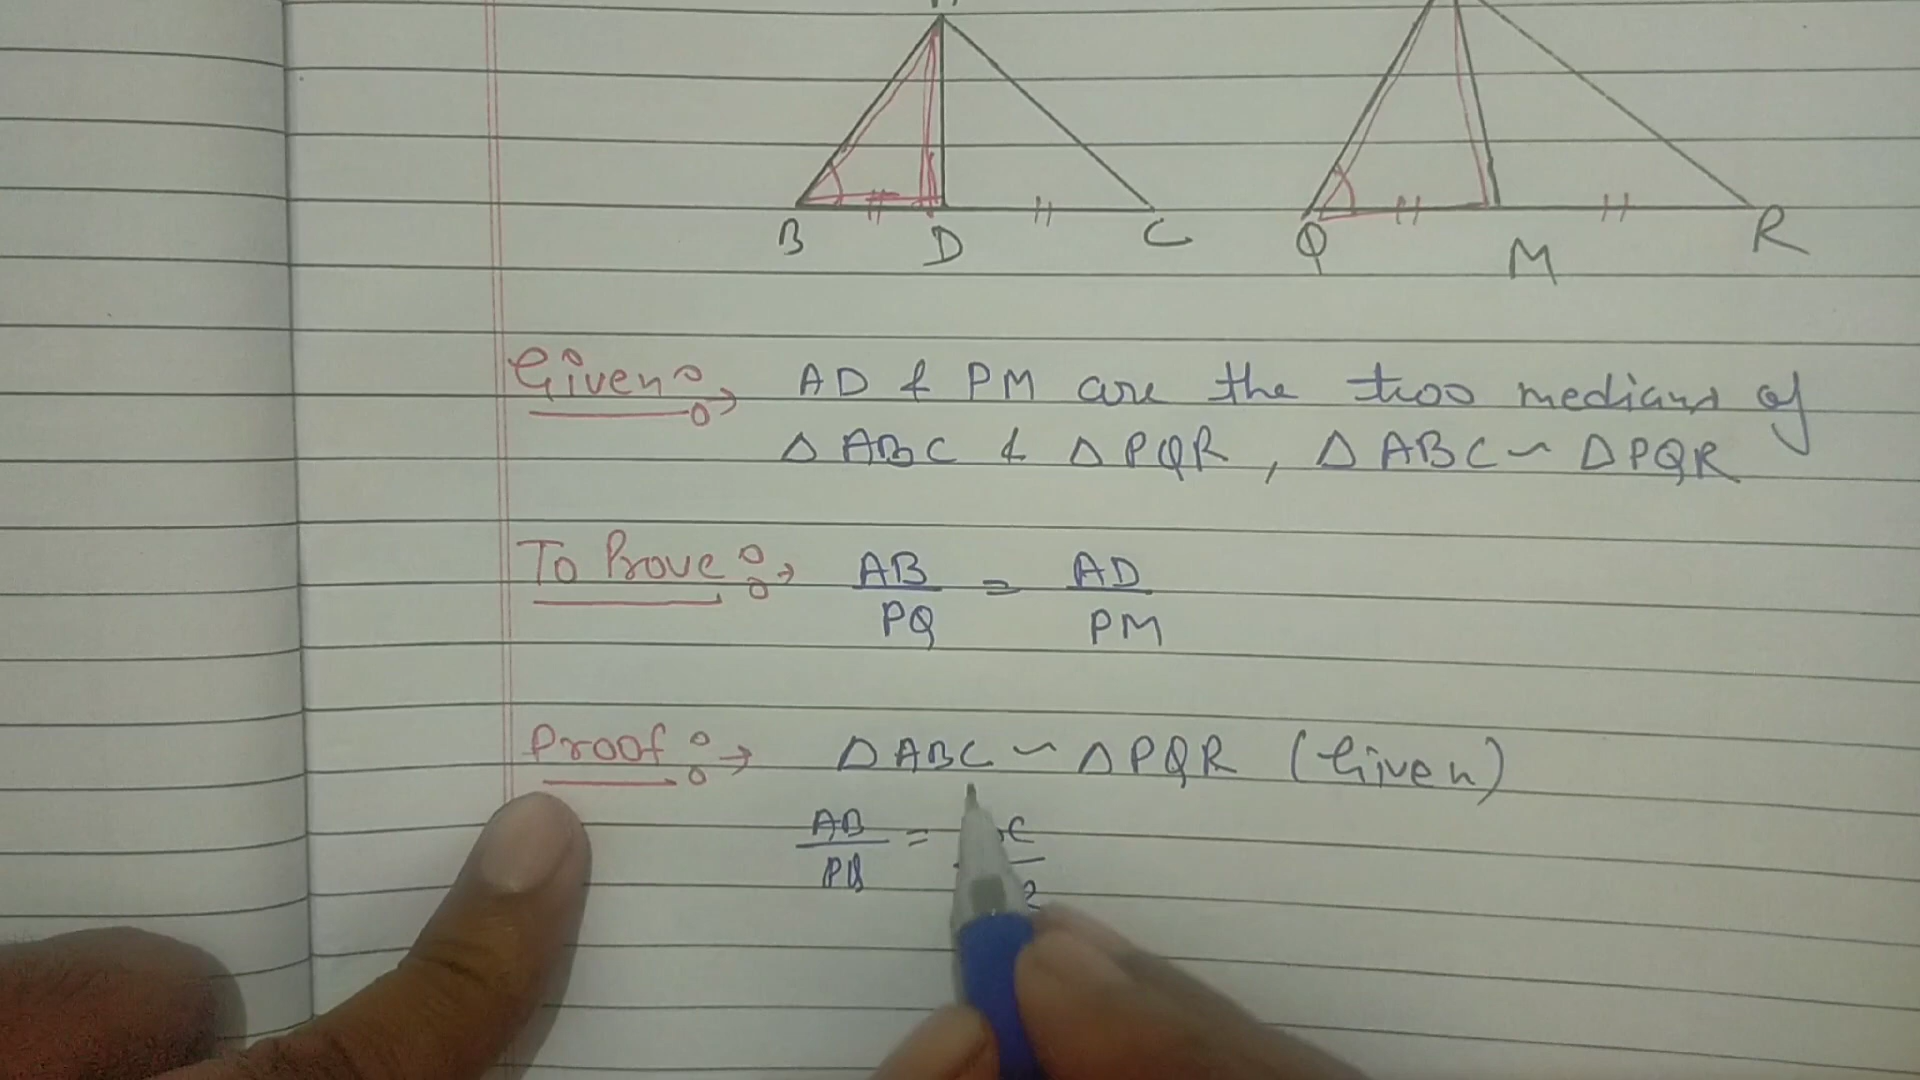 B D C Q M R
Given :→ AD & PM are the two medians of
△ ABC & △ PQR , △ ABC ~ △ PQR
To Prove :→ AB/PQ = AD/PM
Proof :→ △ ABC ~ △ PQR (Given)
AB/PQ =